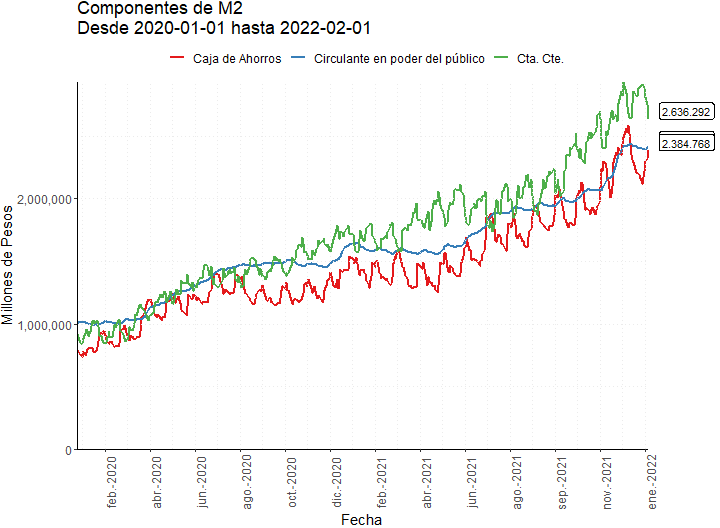 Componentes de M2
Desde 2020-01-01 hasta 2022-02-01
Caja de Ahorros Circulante en poder del público Cta. Cte.
2.636.292
2.384.768
Millones de Pesos
2,000,000
1,000,000
0
feb.-2020 abr.-2020 jun.-2020 ago.-2020 oct.-2020 dic.-2020 feb.-2021 abr.-2021 jun.-2021 ago.-2021 sep.-2021 nov.-2021 ene.-2022
Fecha